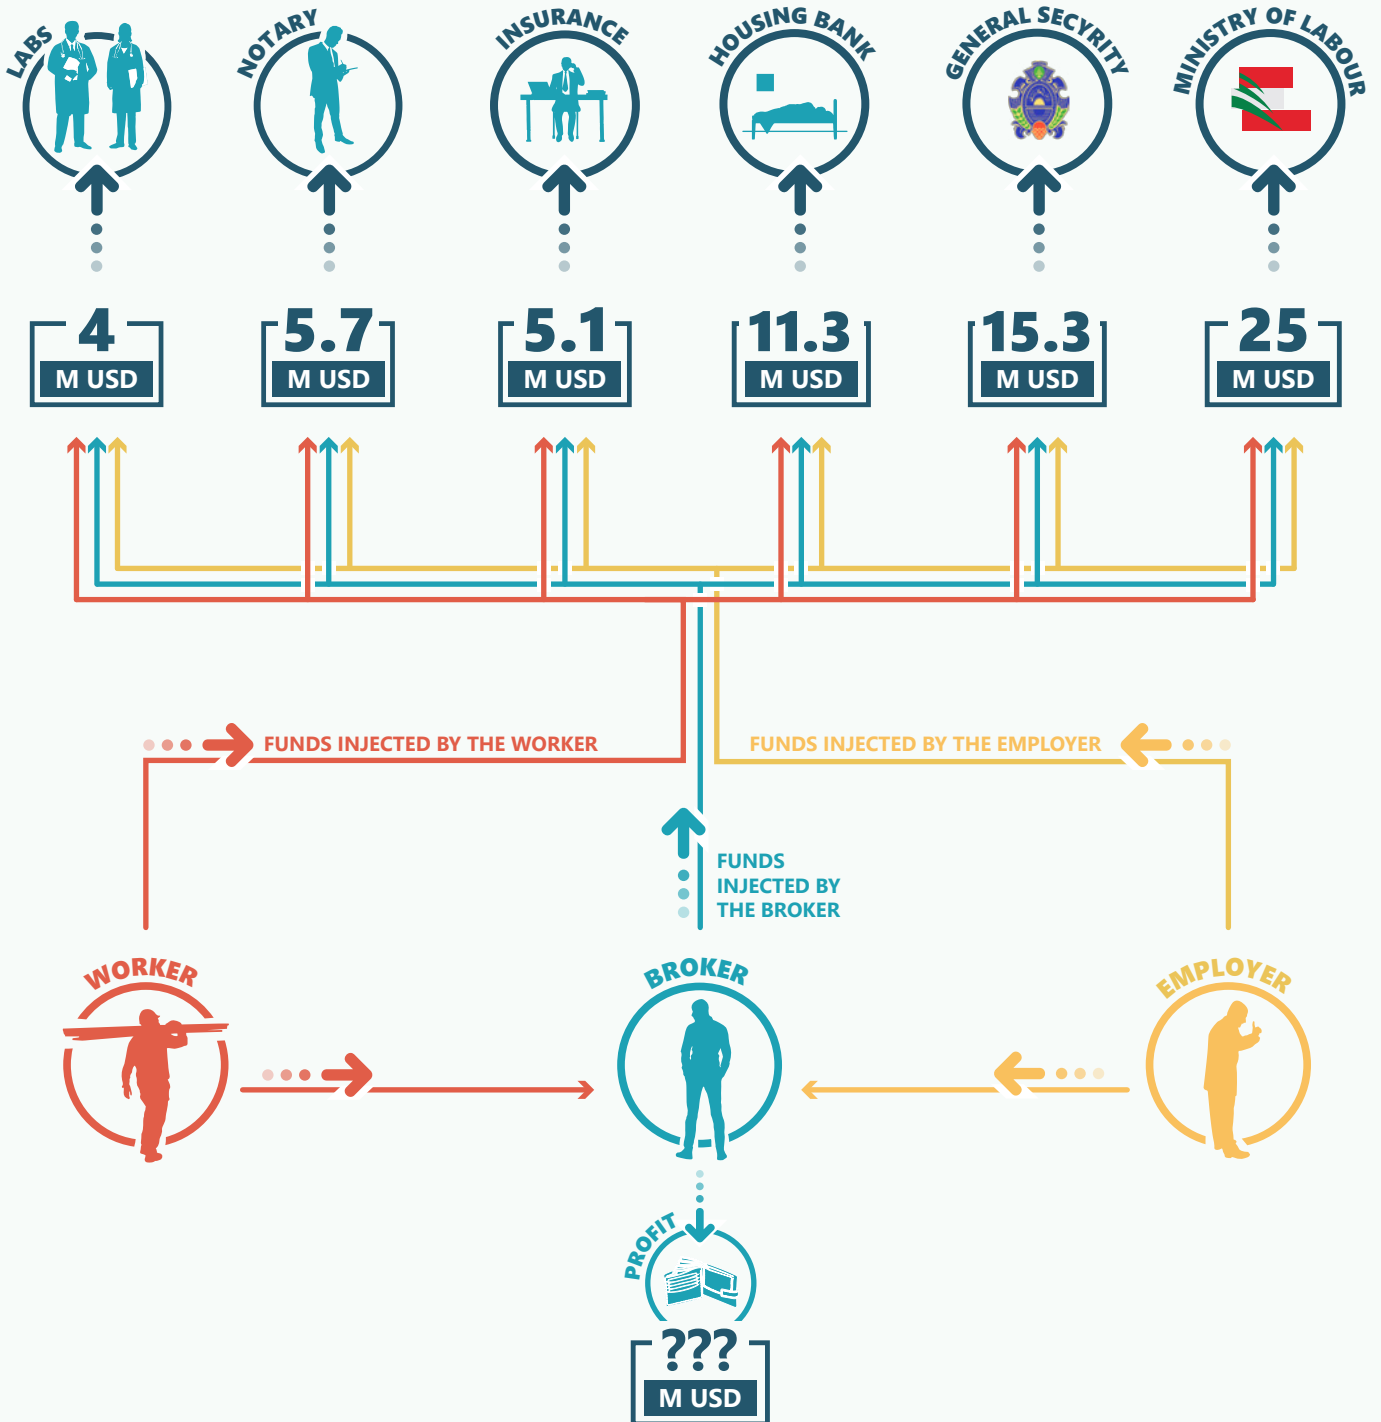 LABS
NOTARY
INSURANCE
HOUSING BANK
GENERAL SECYRITY
MINISTRY OF LABOUR
4
M USD
5.7
M USD
5.1
M USD
11.3
M USD
15.3
M USD
25
M USD
FUNDS INJECTED BY THE WORKER
FUNDS INJECTED BY THE EMPLOYER
FUNDS
INJECTED BY
THE BROKER
WORKER
BROKER
EMPLOYER
PROFIT
???
M USD